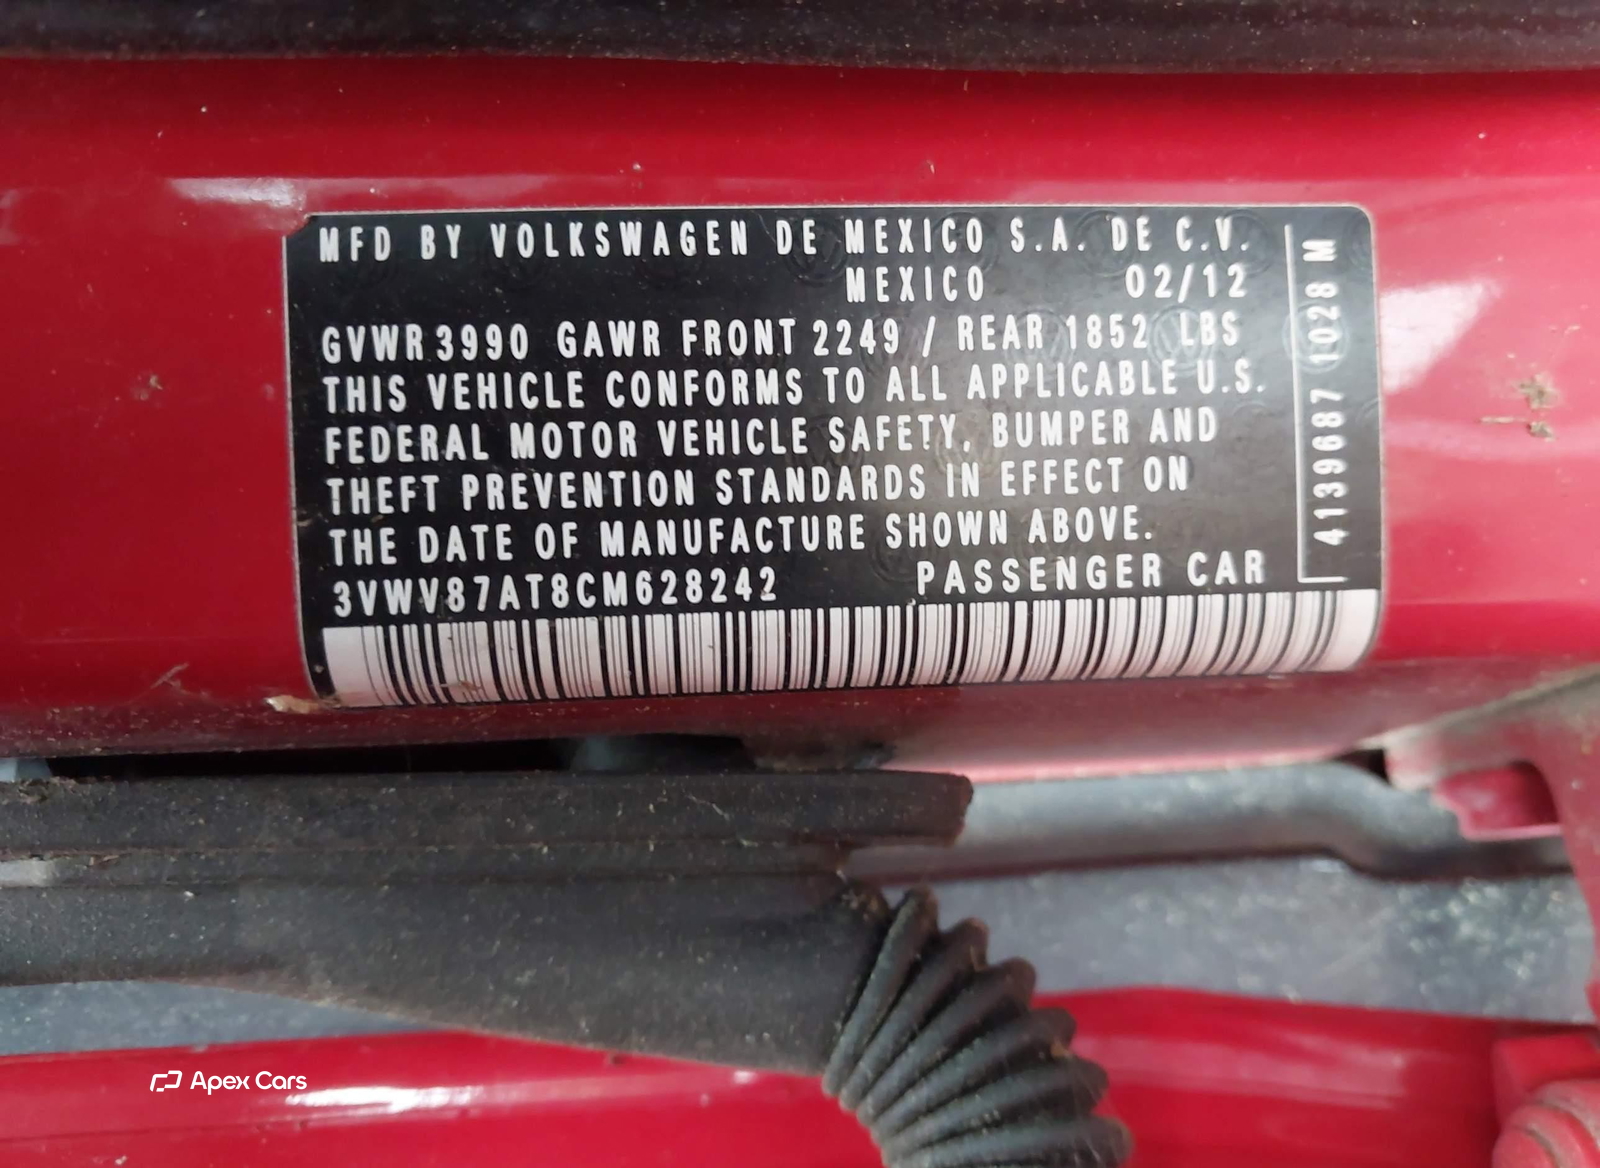 MFD BY VOLKSWAGEN DE MEXICO S.A. DE C.V.
MEXICO 02/12
GVWR 3990 GAWR FRONT 2249 / REAR 1852 LBS
THIS VEHICLE CONFORMS TO ALL APPLICABLE U.S.
FEDERAL MOTOR VEHICLE SAFETY, BUMPER AND
THEFT PREVENTION STANDARDS IN EFFECT ON
THE DATE OF MANUFACTURE SHOWN ABOVE.
3VWV87AT8CM628242 PASSENGER CAR
4139687 1028 M
Apex Cars